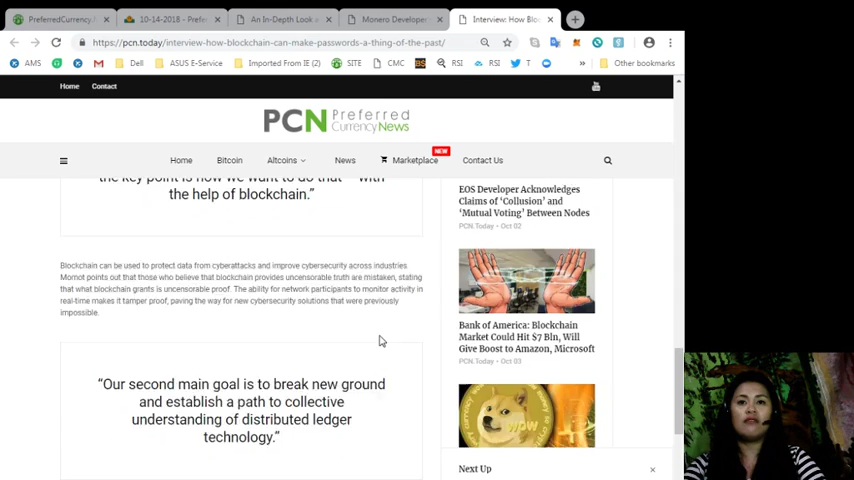 PreferredCurrency
10-14-2018 - Prefer
An In-Depth Look a
Monero Developer
Interview: How Blo
https://pcn.today/interview-how-blockchain-can-make-passwords-a-thing-of-the-past/
AMS
Dell
ASUS E-Service
Imported From IE (2)
SITE
CMC
RSI
RSI
T
Other bookmarks
Home
Contact
PCN Preferred
Currency News
NEW
Home
Bitcoin
Altcoins
News
Marketplace
Contact Us
the key point is how we want to do that – with
the help of blockchain.”
EOS Developer Acknowledges
Claims of ‘Collusion’ and
‘Mutual Voting’ Between Nodes
PCN.Today - Oct 02
Blockchain can be used to protect data from cyberattacks and improve cybersecurity across industries.
Momot points out that those who believe that blockchain provides uncensorable truth are mistaken, stating
that what blockchain grants is uncensorable proof. The ability for network participants to monitor activity in
real-time makes it tamper proof, paving the way for new cybersecurity solutions that were previously
impossible.
Bank of America: Blockchain
Market Could Hit $7 Bln, Will
Give Boost to Amazon, Microsoft
PCN.Today - Oct 03
“Our second main goal is to break new ground
and establish a path to collective
understanding of distributed ledger
technology.”
WOW
Next Up